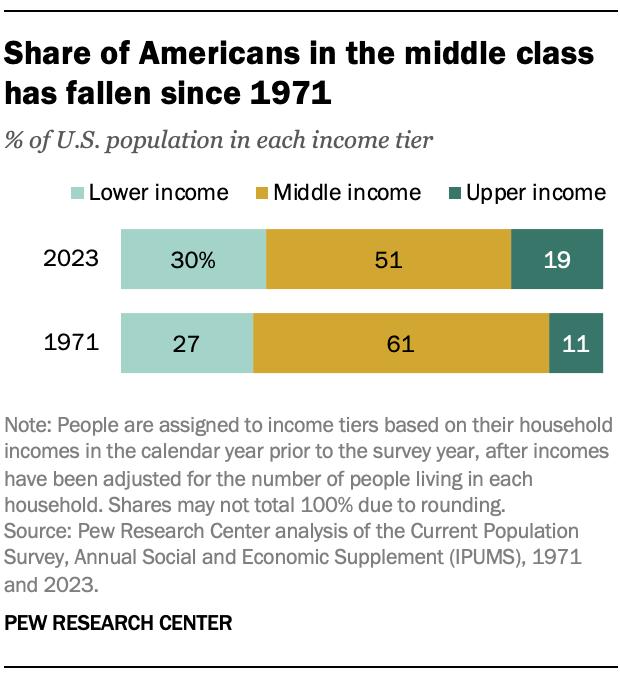 Share of Americans in the middle class
has fallen since 1971
% of U.S. population in each income tier
Lower income Middle income Upper income
2023 30% 51 19
1971 27 61 11
Note: People are assigned to income tiers based on their household
incomes in the calendar year prior to the survey year, after incomes
have been adjusted for the number of people living in each
household. Shares may not total 100% due to rounding.
Source: Pew Research Center analysis of the Current Population
Survey, Annual Social and Economic Supplement (IPUMS), 1971
and 2023.
PEW RESEARCH CENTER